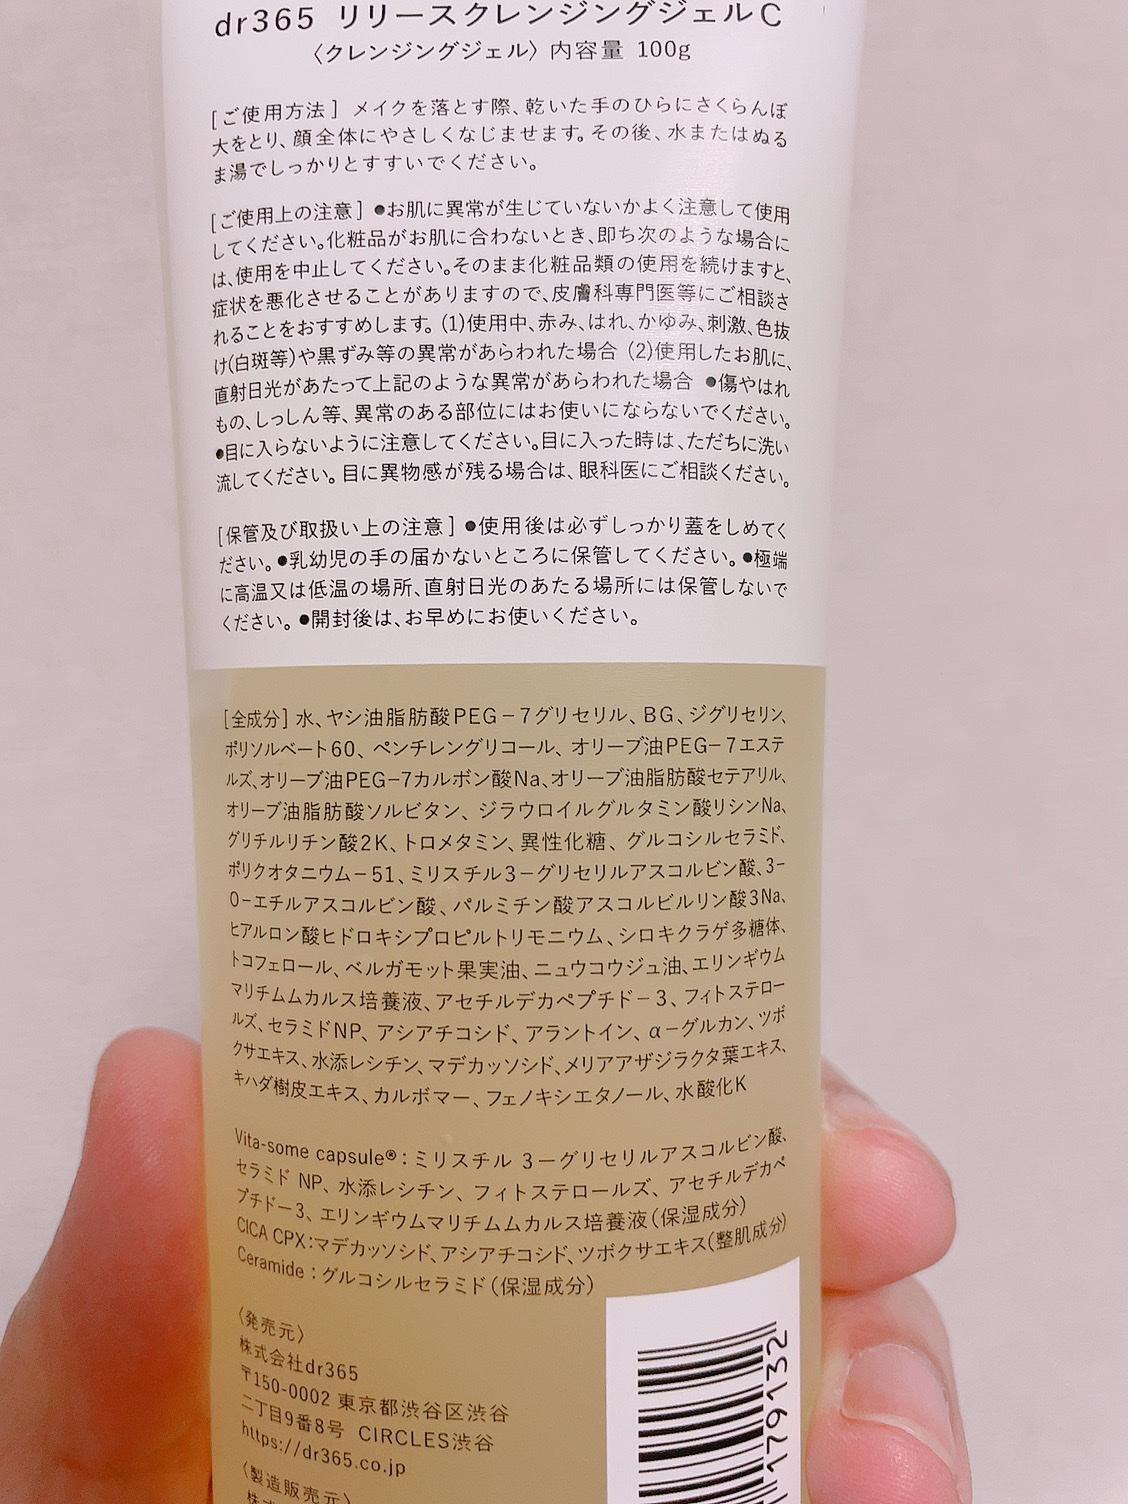 dr365 リリースクレンジングジェルC
〈クレンジングジェル〉内容量 100g
[ご使用方法] メイクを落とす際、乾いた手のひらにさくらんぼ
大をとり、顔全体にやさしくなじませます。その後、水またはぬる
ま湯でしっかりとすすいでください。
[ご使用上の注意] ●お肌に異常が生じていないかよく注意して使用
してください。化粧品がお肌に合わないとき、即ち次のような場合に
は、使用を中止してください。そのまま化粧品類の使用を続けますと、
症状を悪化させることがありますので、皮膚科専門医等にご相談さ
れることをおすすめします。(1)使用中、赤み、はれ、かゆみ、刺激、色抜
け(白斑等)や黒ずみ等の異常があらわれた場合 (2)使用したお肌に、
直射日光があたって上記のような異常があらわれた場合 ●傷やはれ
もの、しっしん等、異常のある部位にはお使いにならないでください。
●目に入らないように注意してください。目に入った時は、ただちに洗い
流してください。目に異物感が残る場合は、眼科医にご相談ください。
[保管及び取扱い上の注意] ●使用後は必ずしっかり蓋をしめてく
ださい。●乳幼児の手の届かないところに保管してください。●極端
に高温又は低温の場所、直射日光のあたる場所には保管しないで
ください。●開封後は、お早めにお使いください。
[全成分] 水、ヤシ油脂肪酸PEG−7グリセリル、BG、ジグリセリン、
ポリソルベート60、ペンチレングリコール、オリーブ油PEG−7エステ
ルズ、オリーブ油PEG−7カルボン酸Na、オリーブ油脂肪酸セテアリル、
オリーブ油脂肪酸ソルビタン、ジラウロイルグルタミン酸リシンNa、
グリチルリチン酸2K、トロメタミン、異性化糖、グルコシルセラミド、
ポリクオタニウム−51、ミリスチル3−グリセリルアスコルビン酸、3−
O−エチルアスコルビン酸、パルミチン酸アスコルビルリン酸3Na、
ヒアルロン酸ヒドロキシプロピルトリモニウム、シロキクラゲ多糖体、
トコフェロール、ベルガモット果実油、ニュウコウジュ油、エリンギウム
マリチムムカルス培養液、アセチルデカペプチド−3、フィトステロー
ルズ、セラミドNP、アシアチコシド、アラントイン、α−グルカン、ツボ
クサエキス、水添レシチン、マデカッソシド、メリアアザジラクタ葉エキス、
キハダ樹皮エキス、カルボマー、フェノキシエタノール、水酸化K
Vita-some capsule®：ミリスチル 3−グリセリルアスコルビン酸、
セラミド NP、水添レシチン、フィトステロールズ、アセチルデカペ
プチド−3、エリンギウムマリチムムカルス培養液(保湿成分)
CICA CPX：マデカッソシド、アシアチコシド、ツボクサエキス(整肌成分)
Ceramide：グルコシルセラミド(保湿成分)
〈発売元〉
株式会社dr365
〒150-0002 東京都渋谷区渋谷
二丁目9番8号 CIRCLES渋谷
https://dr365.co.jp
〈製造販売元〉
179132